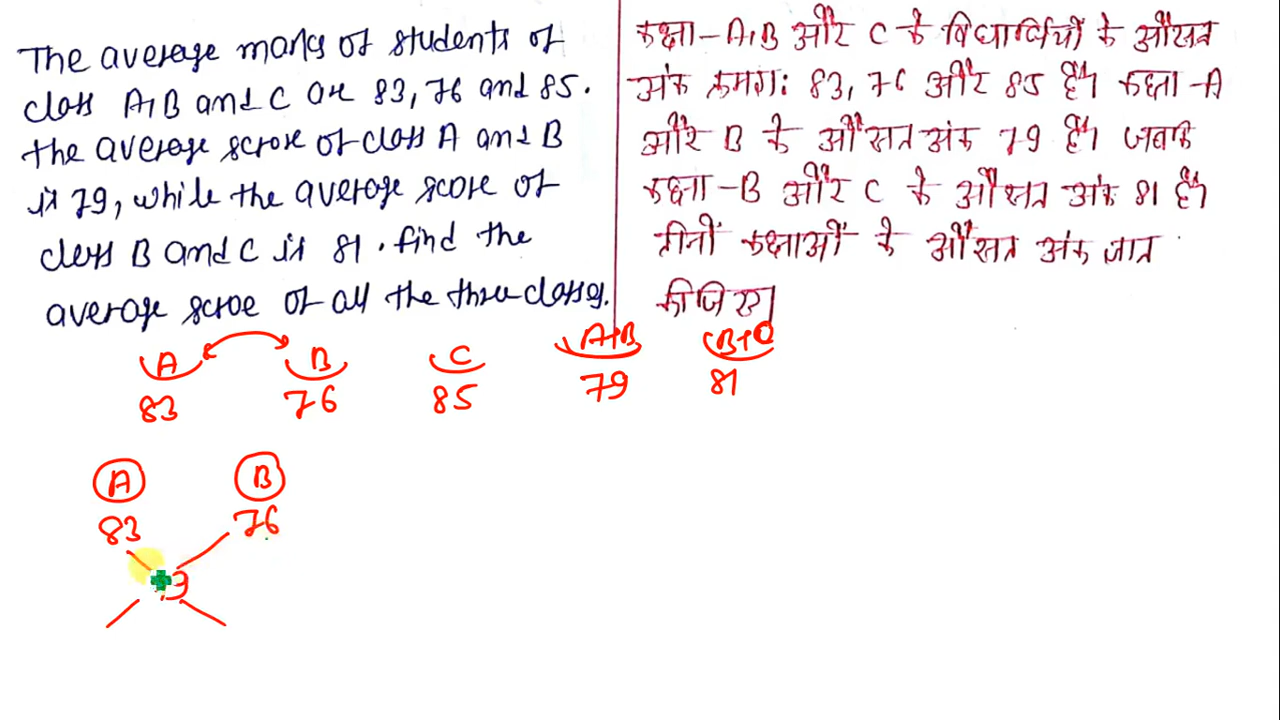 The average marks of students of
class A, B and C are 83, 76 and 85.
the average scrore of class A and B
is 79, while the average score of
class B and C is 81. find the
average scroe of all the three classes.
कक्षा-A,B और C के विधार्थियों के औसत
अंक क्रमशः 83, 76 और 85 हैं। कक्षा-A
और B के औसत अंक 79 हैं। जबकि
कक्षा-B और C के औसत अंक 81 हैं
तीनों कक्षाओं के औसत अंक ज्ञात
कीजिए।
A B C A+B B+C
83 76 85 79 81
A B
83 76